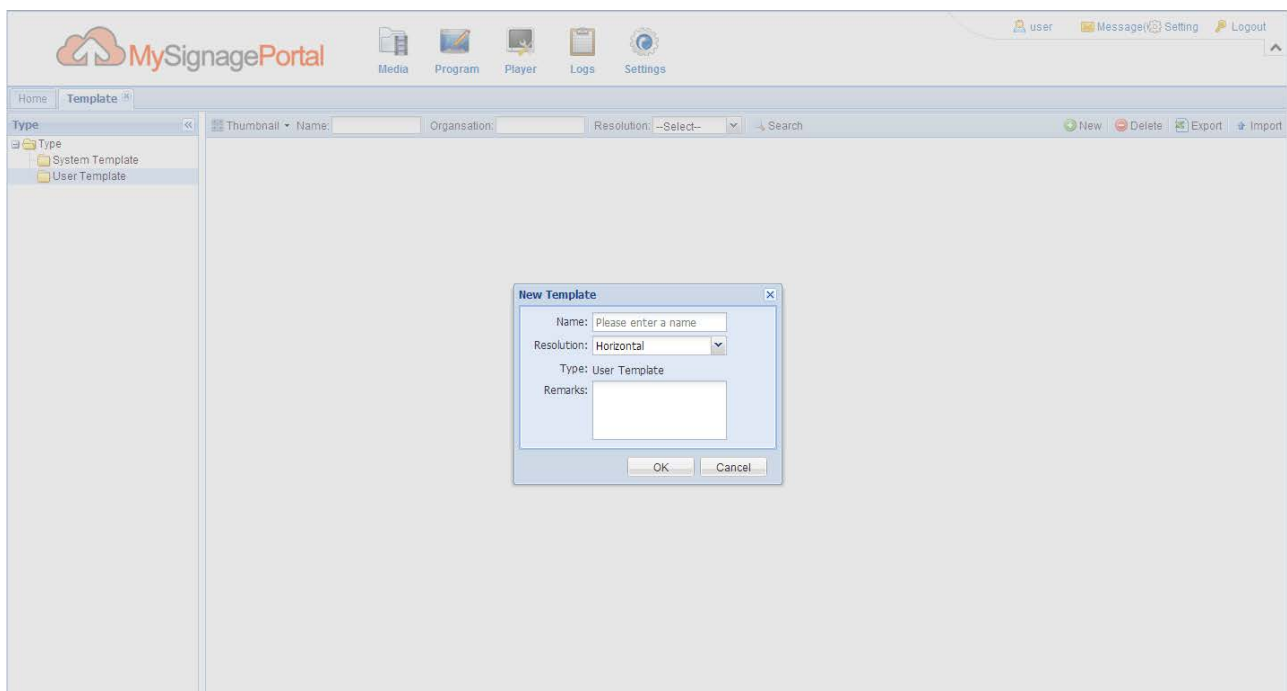 user Message( Setting Logout
MySignagePortal
Media Program Player Logs Settings
Home Template
Type Thumbnail Name: Organsation: Resolution: --Select-- Search New Delete Export Import
Type
System Template
User Template
New Template
Name: Please enter a name
Resolution: Horizontal
Type: User Template
Remarks:
OK Cancel